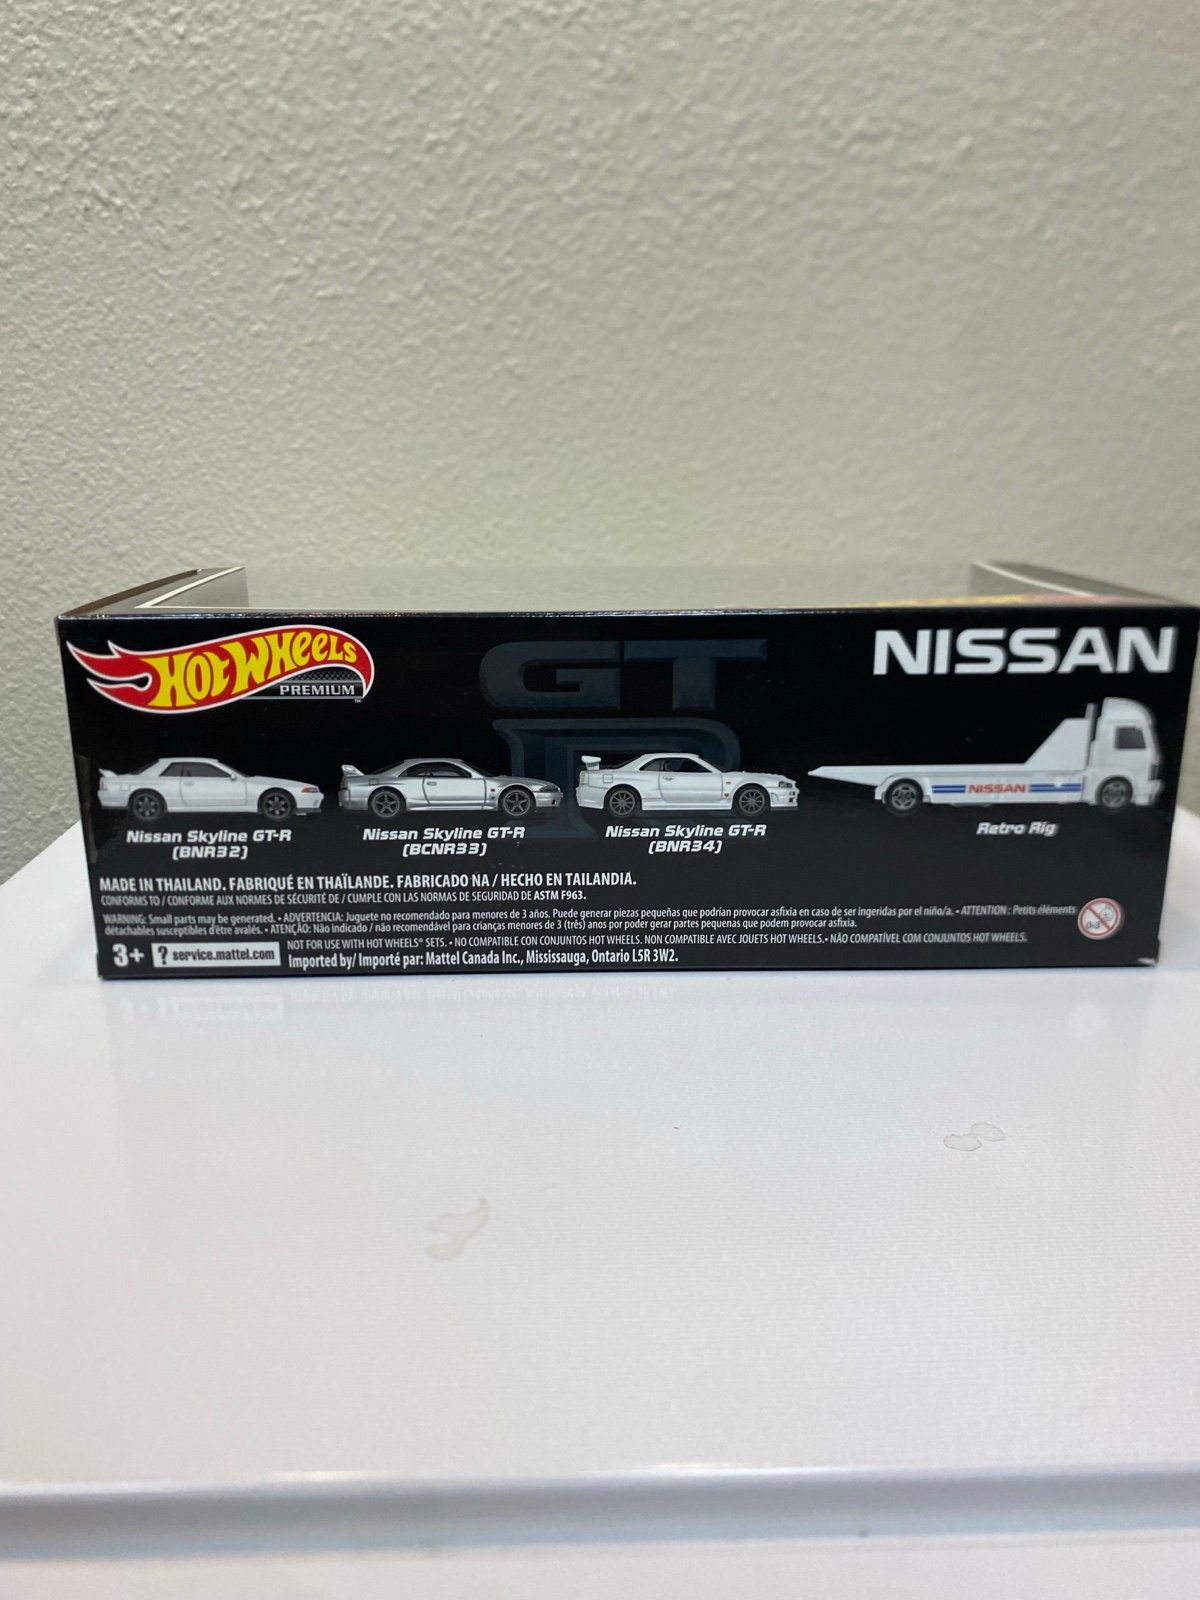 HOT WHEELS
PREMIUM™
GT
R
NISSAN
NISSAN
Nissan Skyline GT-R
(BNR32)
Nissan Skyline GT-R
(BCNR33)
Nissan Skyline GT-R
(BNR34)
Retro Rig
MADE IN THAILAND. FABRIQUÉ EN THAÏLANDE. FABRICADO NA / HECHO EN TAILANDIA.
CONFORMS TO / CONFORME AUX NORMES DE SÉCURITÉ DE / CUMPLE CON LAS NORMAS DE SEGURIDAD DE ASTM F963.
WARNING: Small parts may be generated. • ADVERTENCIA: Juguete no recomendado para menores de 3 años. Puede generar piezas pequeñas que podrían provocar asfixia en caso de ser ingeridas por el niño/a. • ATTENTION : Petits éléments
détachables susceptibles d'être avalés. • ATENÇÃO: Não indicado / não recomendável para crianças menores de 3 (três) anos por poder gerar partes pequenas que podem provocar asfixia.
0-3
NOT FOR USE WITH HOT WHEELS® SETS. • NO COMPATIBLE CON CONJUNTOS HOT WHEELS. NON COMPATIBLE AVEC JOUETS HOT WHEELS. • NÃO COMPATÍVEL COM CONJUNTOS HOT WHEELS.
3+ ? service.mattel.com
Imported by/ Importé par: Mattel Canada Inc., Mississauga, Ontario L5R 3W2.